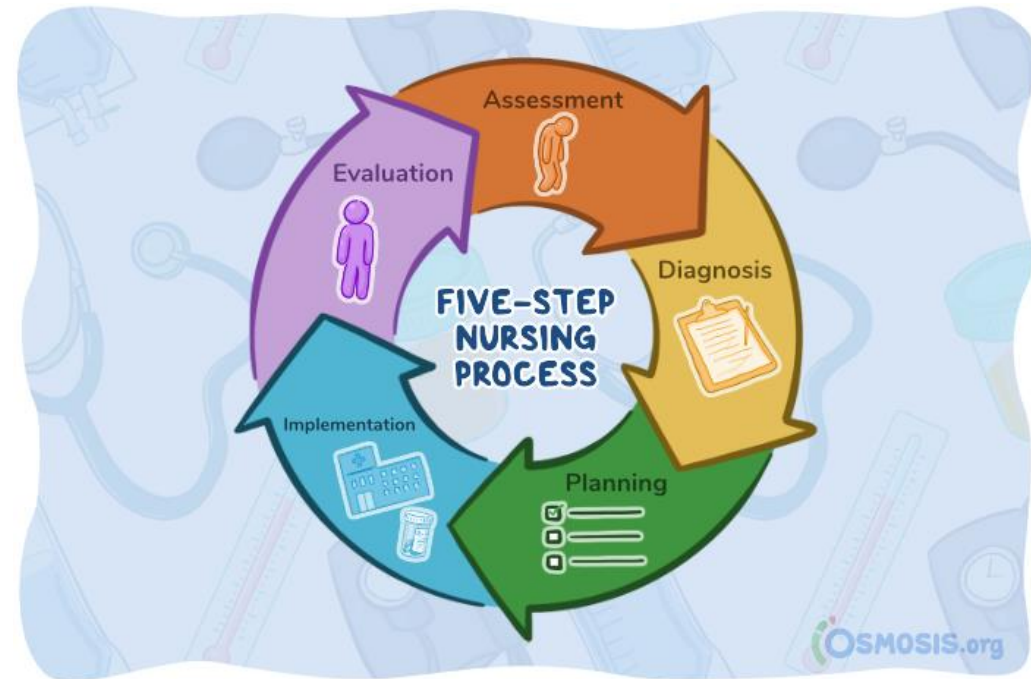 FIVE-STEP
NURSING
PROCESS
Assessment
Diagnosis
Planning
Implementation
Evaluation
OSMOSIS.org